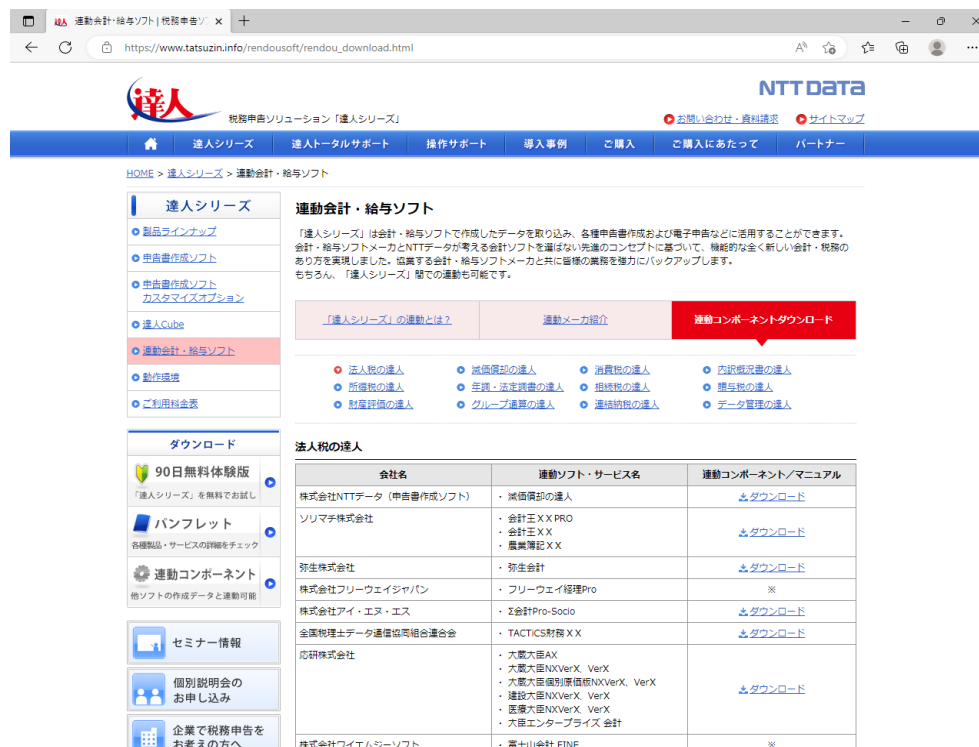 連動会計・給与ソフト | 税務申告ソ
https://www.tatsuzin.info/rendousoft/rendou_download.html
達人
税務申告ソリューション「達人シリーズ」
NTT DATA
お問い合わせ・資料請求 サイトマップ
達人シリーズ 達人トータルサポート 操作サポート 導入事例 ご購入 ご購入にあたって パートナー
HOME > 達人シリーズ > 連動会計・給与ソフト
達人シリーズ
製品ラインナップ
申告書作成ソフト
申告書作成ソフト
カスタマイズオプション
達人Cube
連動会計・給与ソフト
動作環境
ご利用料金表
ダウンロード
90日無料体験版
「達人シリーズ」を無料でお試し
パンフレット
各種製品・サービスの詳細をチェック
連動コンポーネント
他ソフトの作成データと連動可能
セミナー情報
個別説明会の
お申し込み
企業で税務申告を
お考えの方へ
連動会計・給与ソフト
「達人シリーズ」は会計・給与ソフトで作成したデータを取り込み、各種申告書作成および電子申告などに活用することができます。
会計・給与ソフトメーカとNTTデータが考える会計ソフトを選ばない先進のコンセプトに基づいて、機能的な全く新しい会計・税務の
あり方を実現しました。協業する会計・給与ソフトメーカと共に皆様の業務を強力にバックアップします。
もちろん、「達人シリーズ」間での連動も可能です。
「達人シリーズ」の連動とは? 連動メーカ紹介 連動コンポーネントダウンロード
法人税の達人 減価償却の達人 消費税の達人 内訳概況書の達人
所得税の達人 年調・法定調書の達人 相続税の達人 贈与税の達人
財産評価の達人 グループ通算の達人 連結納税の達人 データ管理の達人
法人税の達人
会社名 連動ソフト・サービス名 連動コンポーネント／マニュアル
株式会社NTTデータ（申告書作成ソフト） ・ 減価償却の達人 ダウンロード
ソリマチ株式会社 ・ 会計王ＸＸPRO
・ 会計王ＸＸ ダウンロード
・ 農業簿記ＸＸ
弥生株式会社 ・ 弥生会計 ダウンロード
株式会社フリーウェイジャパン ・ フリーウェイ経理Pro ※
株式会社アイ・エヌ・エス ・ Σ会計Pro-Socio ダウンロード
全国税理士データ通信協同組合連合会 ・ TACTiCS財務ＸＸ ダウンロード
応研株式会社 ・ 大蔵大臣AX
・ 大蔵大臣NXVerX、VerX
・ 大蔵大臣個別原価版NXVerX、VerX
・ 建設大臣NXVerX、VerX ダウンロード
・ 医療大臣NXVerX、VerX
・ 大臣エンタープライズ 会計
株式会社ワイエムジーソフト ・ 富士山会計 FINE ※